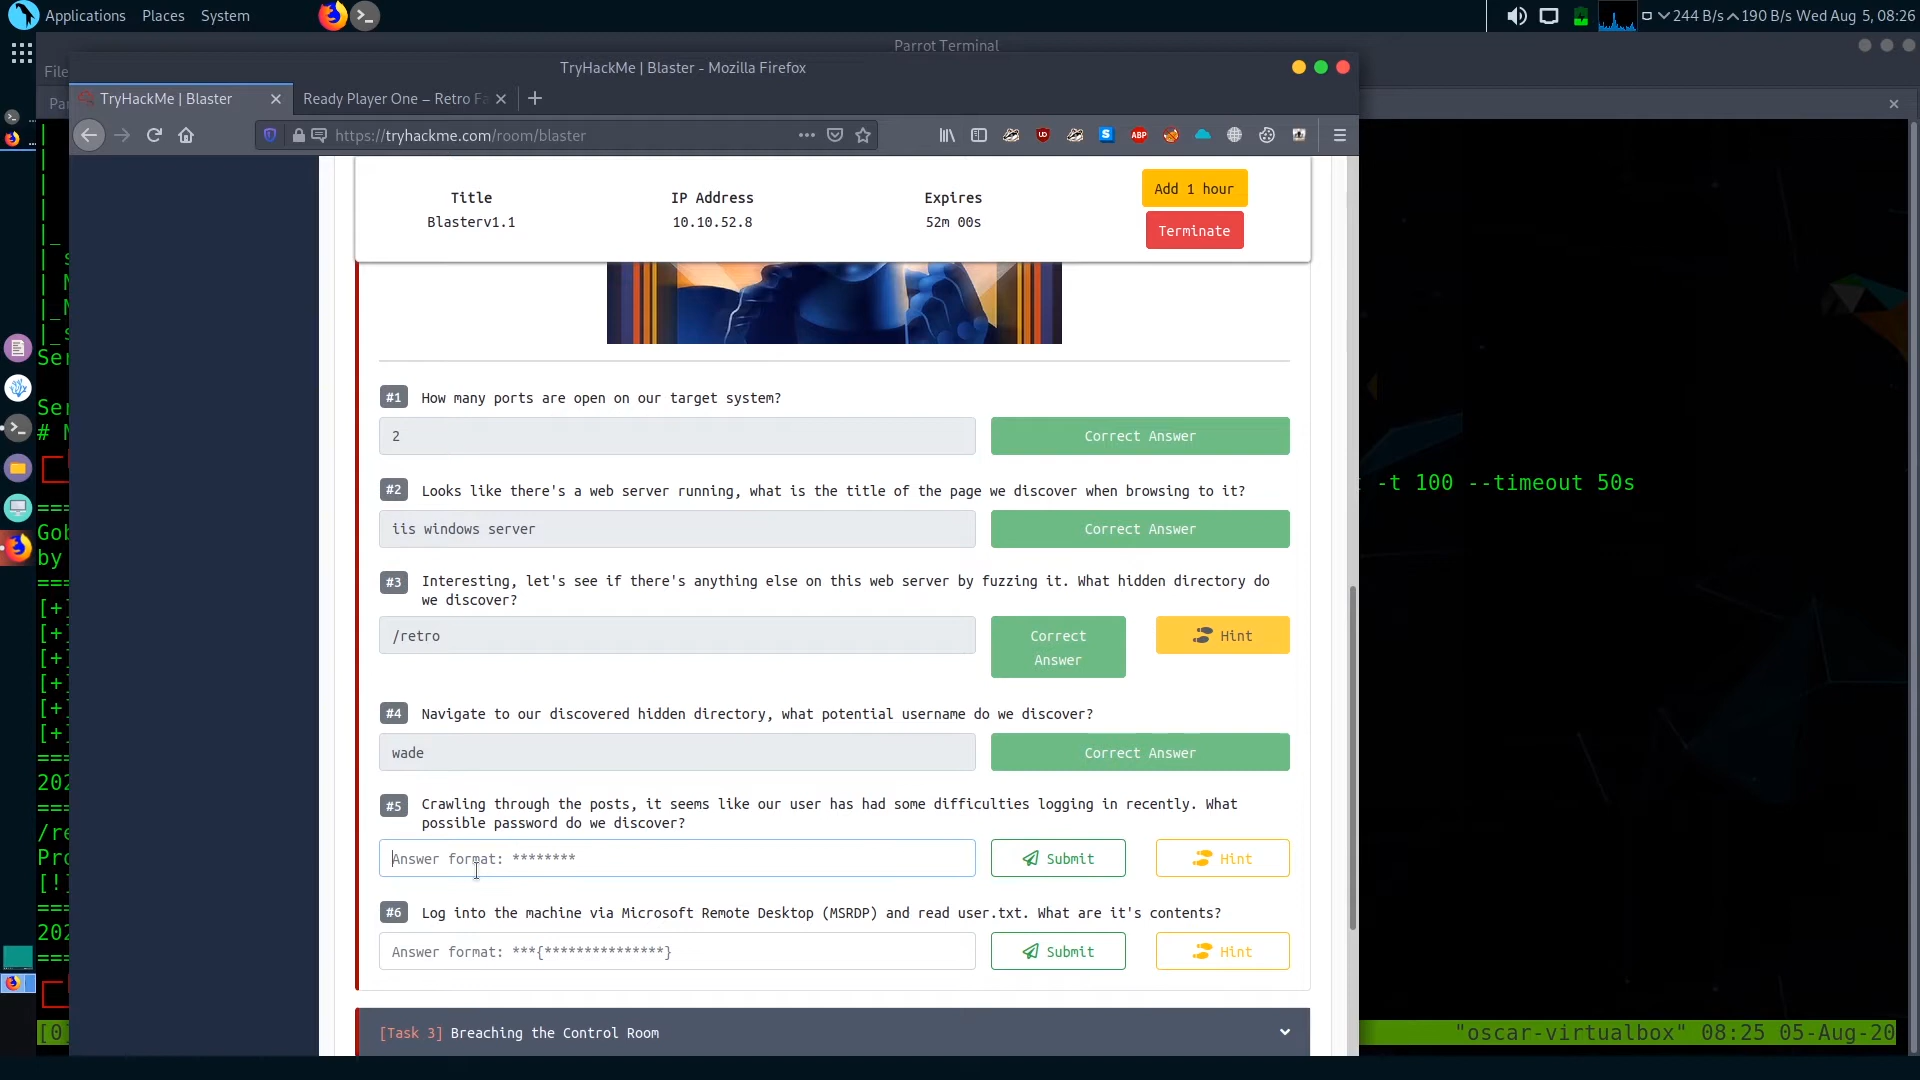 Applications Places System
244 B/s 190 B/s Wed Aug 5, 08:26
Parrot Terminal
File
TryHackMe | Blaster - Mozilla Firefox
TryHackMe | Blaster
Ready Player One – Retro Fa
https://tryhackme.com/room/blaster
Title
IP Address
Expires
Add 1 hour
Blasterv1.1
10.10.52.8
52m 00s
Terminate
#1 How many ports are open on our target system?
2
Correct Answer
#2 Looks like there's a web server running, what is the title of the page we discover when browsing to it?
iis windows server
Correct Answer
-t 100 --timeout 50s
#3 Interesting, let's see if there's anything else on this web server by fuzzing it. What hidden directory do
we discover?
/retro
Correct
Answer
Hint
#4 Navigate to our discovered hidden directory, what potential username do we discover?
wade
Correct Answer
#5 Crawling through the posts, it seems like our user has had some difficulties logging in recently. What
possible password do we discover?
Answer format: ********
Submit
Hint
#6 Log into the machine via Microsoft Remote Desktop (MSRDP) and read user.txt. What are it's contents?
Answer format: ***{***************}
Submit
Hint
[Task 3] Breaching the Control Room
[0]
"oscar-virtualbox" 08:25 05-Aug-20